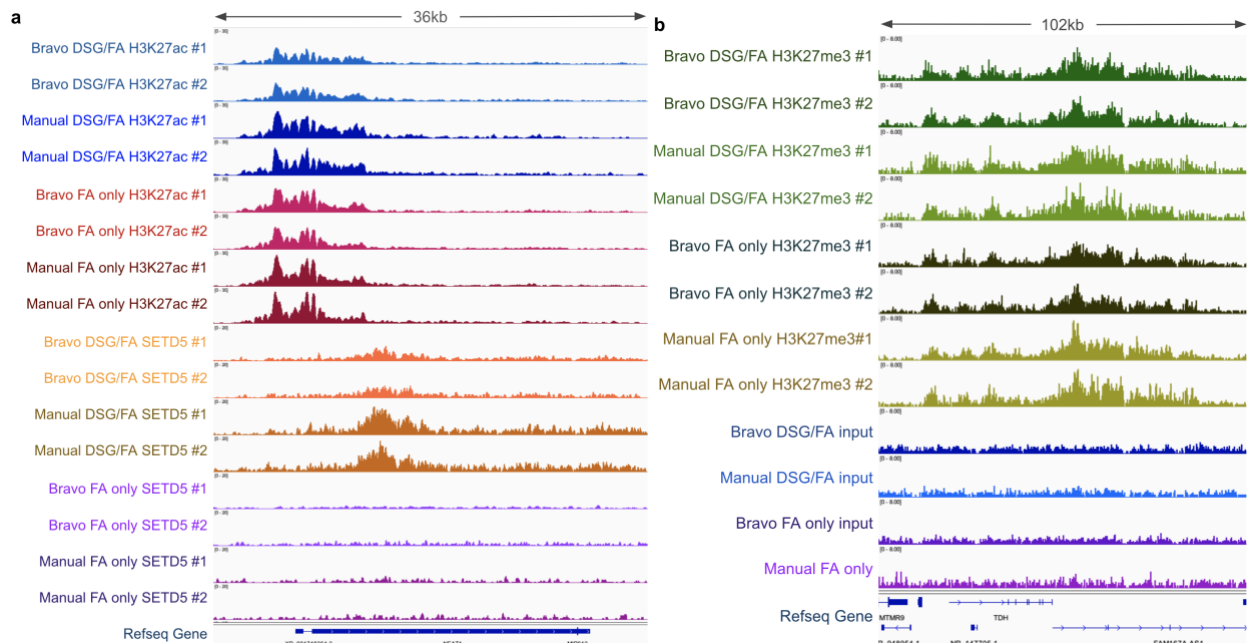 a
36kb
Bravo DSG/FA H3K27ac #1
Bravo DSG/FA H3K27ac #2
Manual DSG/FA H3K27ac #1
Manual DSG/FA H3K27ac #2
Bravo FA only H3K27ac #1
Bravo FA only H3K27ac #2
Manual FA only H3K27ac #1
Manual FA only H3K27ac #2
Bravo DSG/FA SETD5 #1
Bravo DSG/FA SETD5 #2
Manual DSG/FA SETD5 #1
Manual DSG/FA SETD5 #2
Bravo FA only SETD5 #1
Bravo FA only SETD5 #2
Manual FA only SETD5 #1
Manual FA only SETD5 #2
Refseq Gene
b
102kb
Bravo DSG/FA H3K27me3 #1
Bravo DSG/FA H3K27me3 #2
Manual DSG/FA H3K27me3 #1
Manual DSG/FA H3K27me3 #2
Bravo FA only H3K27me3 #1
Bravo FA only H3K27me3 #2
Manual FA only H3K27me3#1
Manual FA only H3K27me3 #2
Bravo DSG/FA input
Manual DSG/FA input
Bravo FA only input
Manual FA only
Refseq Gene
MTMR9 TDH